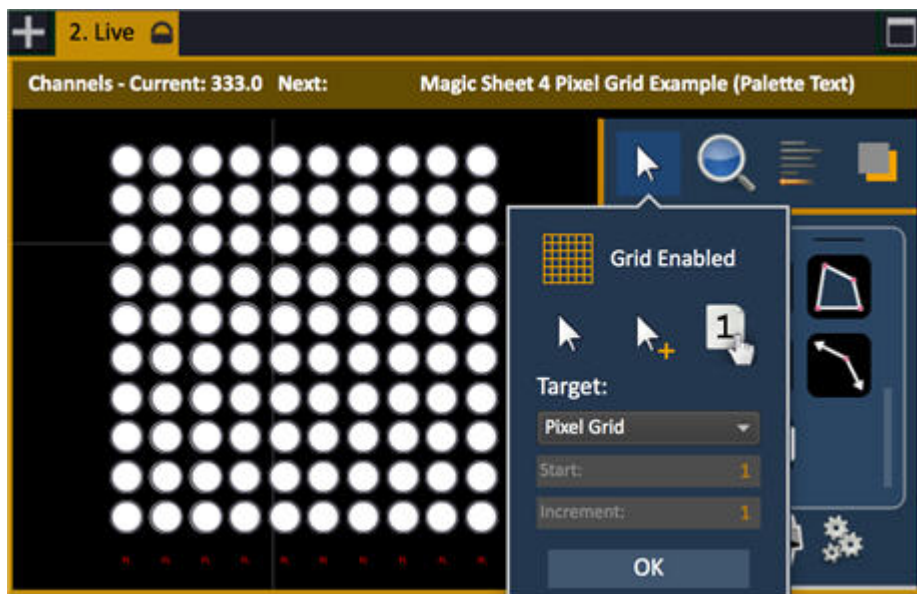 2. Live
Channels - Current: 333.0 Next:
Magic Sheet 4 Pixel Grid Example (Palette Text)
Grid Enabled
1
Target:
Pixel Grid
Start: 1
Increment: 1
OK